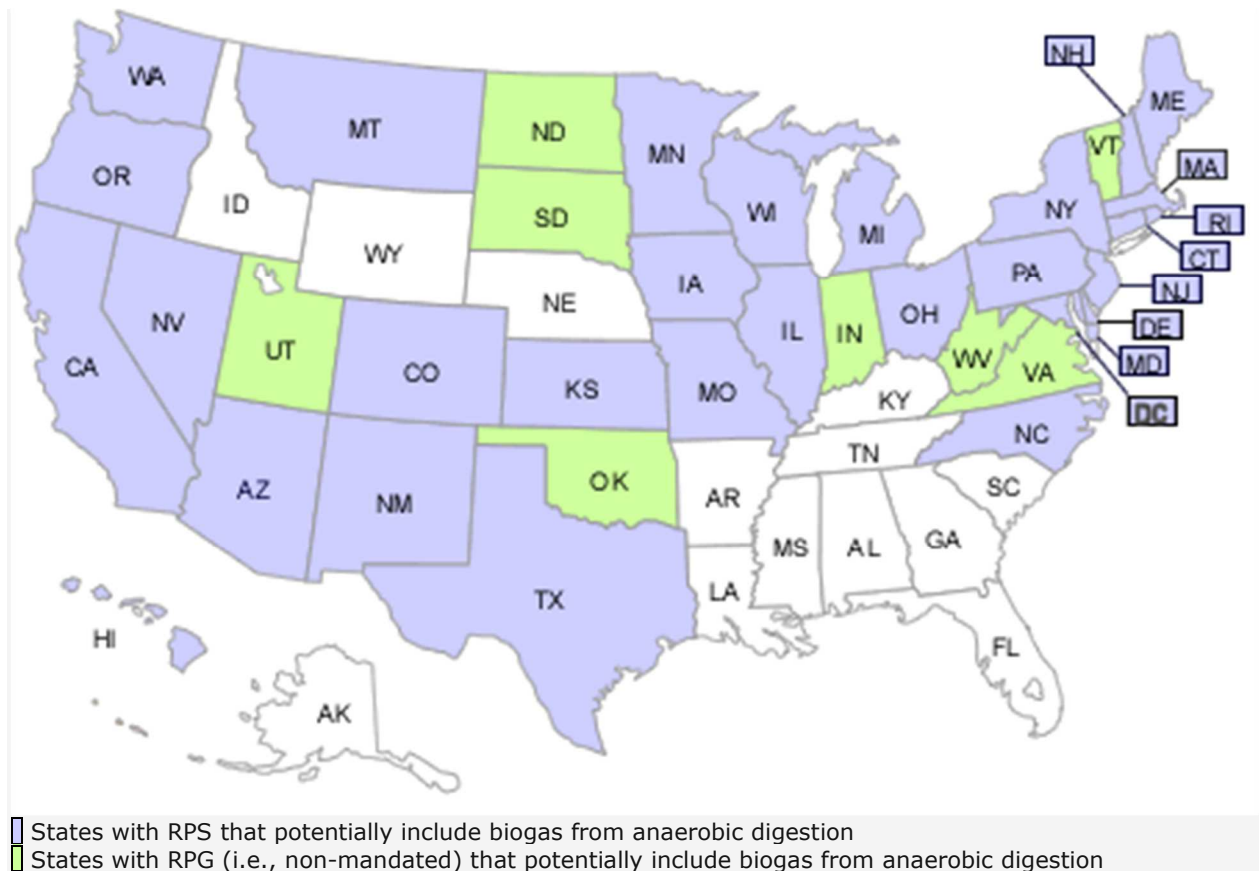 NH
WA
ME
MT
ND
VT
MN
MA
OR
ID
SD
WI
NY
RI
MI
WY
CT
PA
IA
NJ
NE
NV
OH
DE
IL
IN
UT
WV
MD
CA
CO
VA
KS
MO
KY
DC
NC
TN
OK
SC
AZ
AR
NM
GA
MS
AL
LA
TX
HI
FL
AK
States with RPS that potentially include biogas from anaerobic digestion
States with RPG (i.e., non-mandated) that potentially include biogas from anaerobic digestion